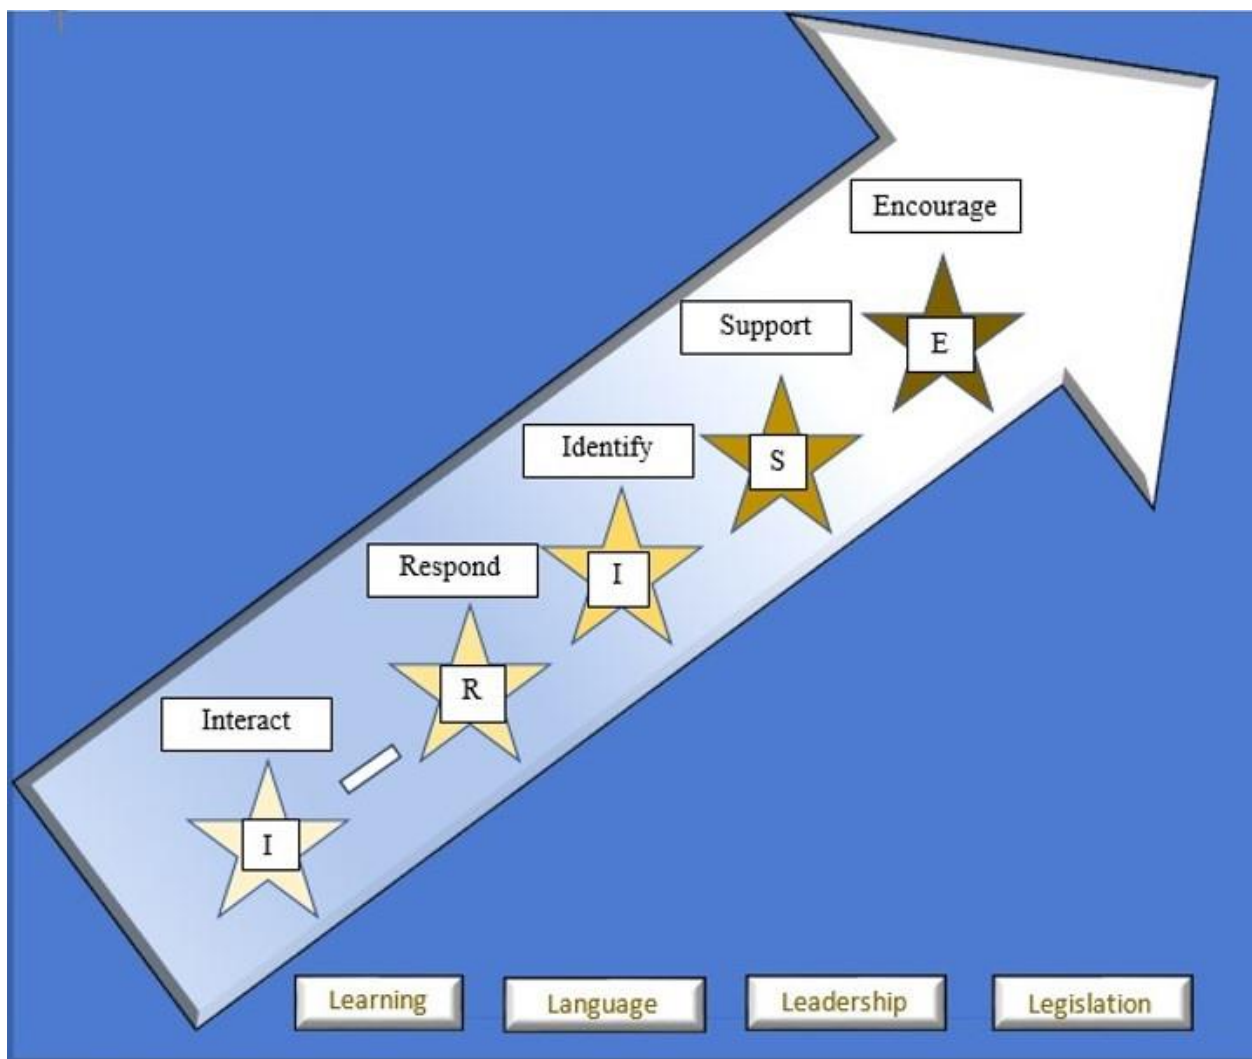 Encourage
E
Support
S
Identify
I
Respond
R
Interact
I
Learning
Language
Leadership
Legislation